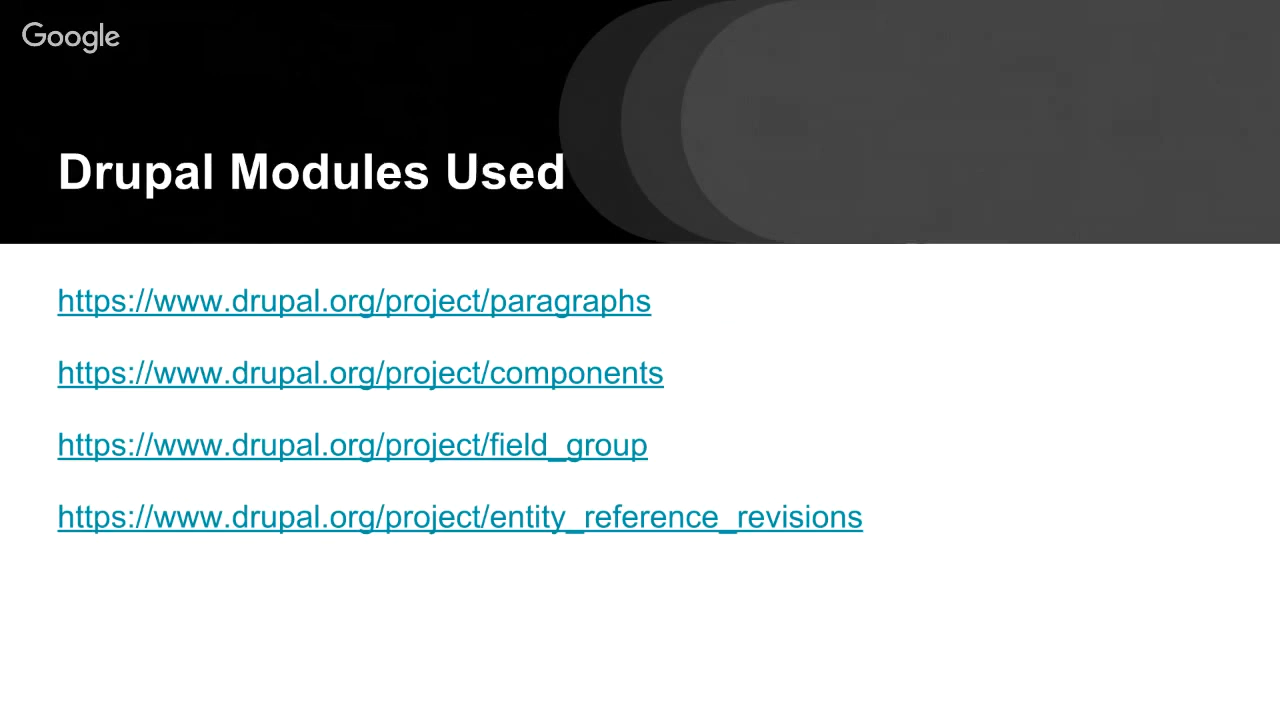 Google
Drupal Modules Used
https://www.drupal.org/project/paragraphs
https://www.drupal.org/project/components
https://www.drupal.org/project/field_group
https://www.drupal.org/project/entity_reference_revisions